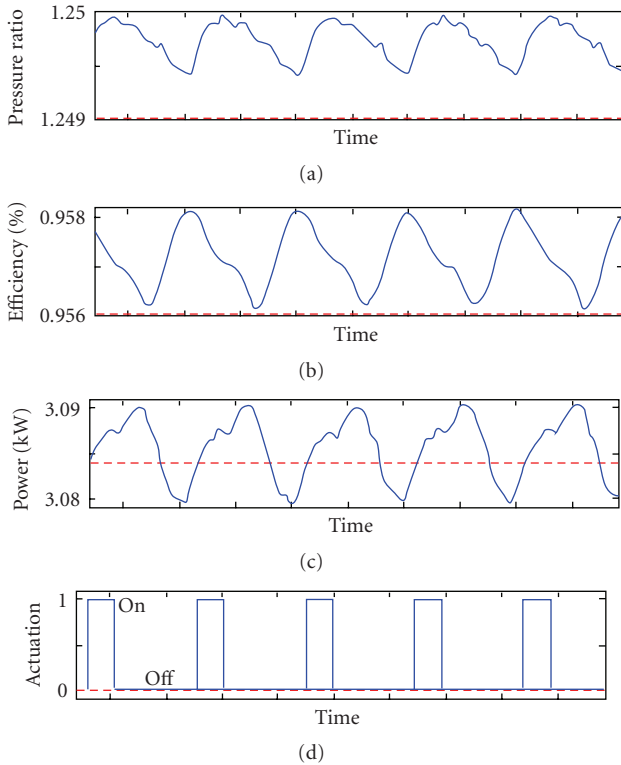 1.25
Pressure ratio
1.249
Time
(a)
0.958
Efficiency (%)
0.956
Time
(b)
3.09
Power (kW)
3.08
Time
(c)
1
On
Actuation
Off
0
Time
(d)